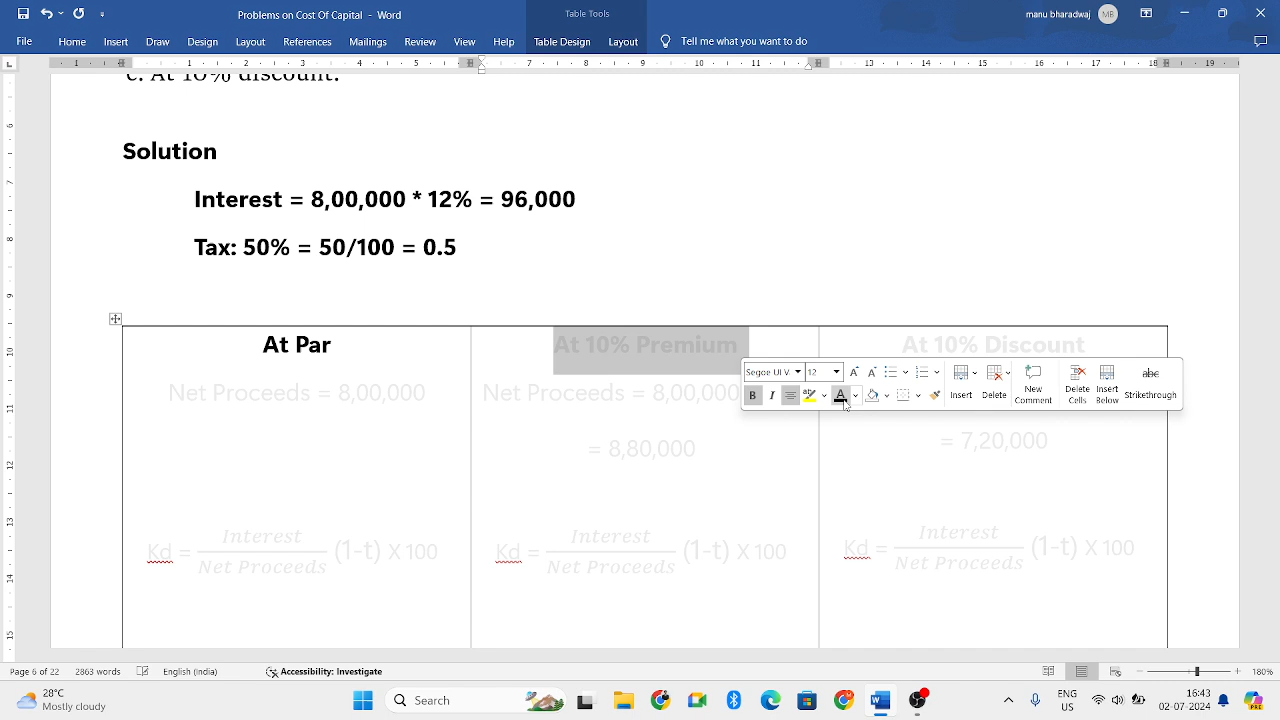 Word
Table Tools
manu bharadwaj MB
File Home Insert Draw Design Layout References Mailings Review View Help Table Design Layout Tell me what you want to do
c. At 10% discount.
Solution
Interest = 8,00,000 * 12% = 96,000
Tax: 50% = 50/100 = 0.5
At Par At 10% Premium At 10% Discount
Segoe UI V 12
B I Insert Delete New Comment Delete Cells Insert Below Strikethrough
Net Proceeds = 8,00,000 Net Proceeds = 8,00,000
= 8,80,000 = 7,20,000
Kd = Interest / Net Proceeds (1-t) X 100 Kd = Interest / Net Proceeds (1-t) X 100 Kd = Interest / Net Proceeds (1-t) X 100
Page 6 of 22 2863 words English (India) Accessibility: Investigate 180%
28°C
Mostly cloudy
Search
ENG
US
16:43
02-07-2024